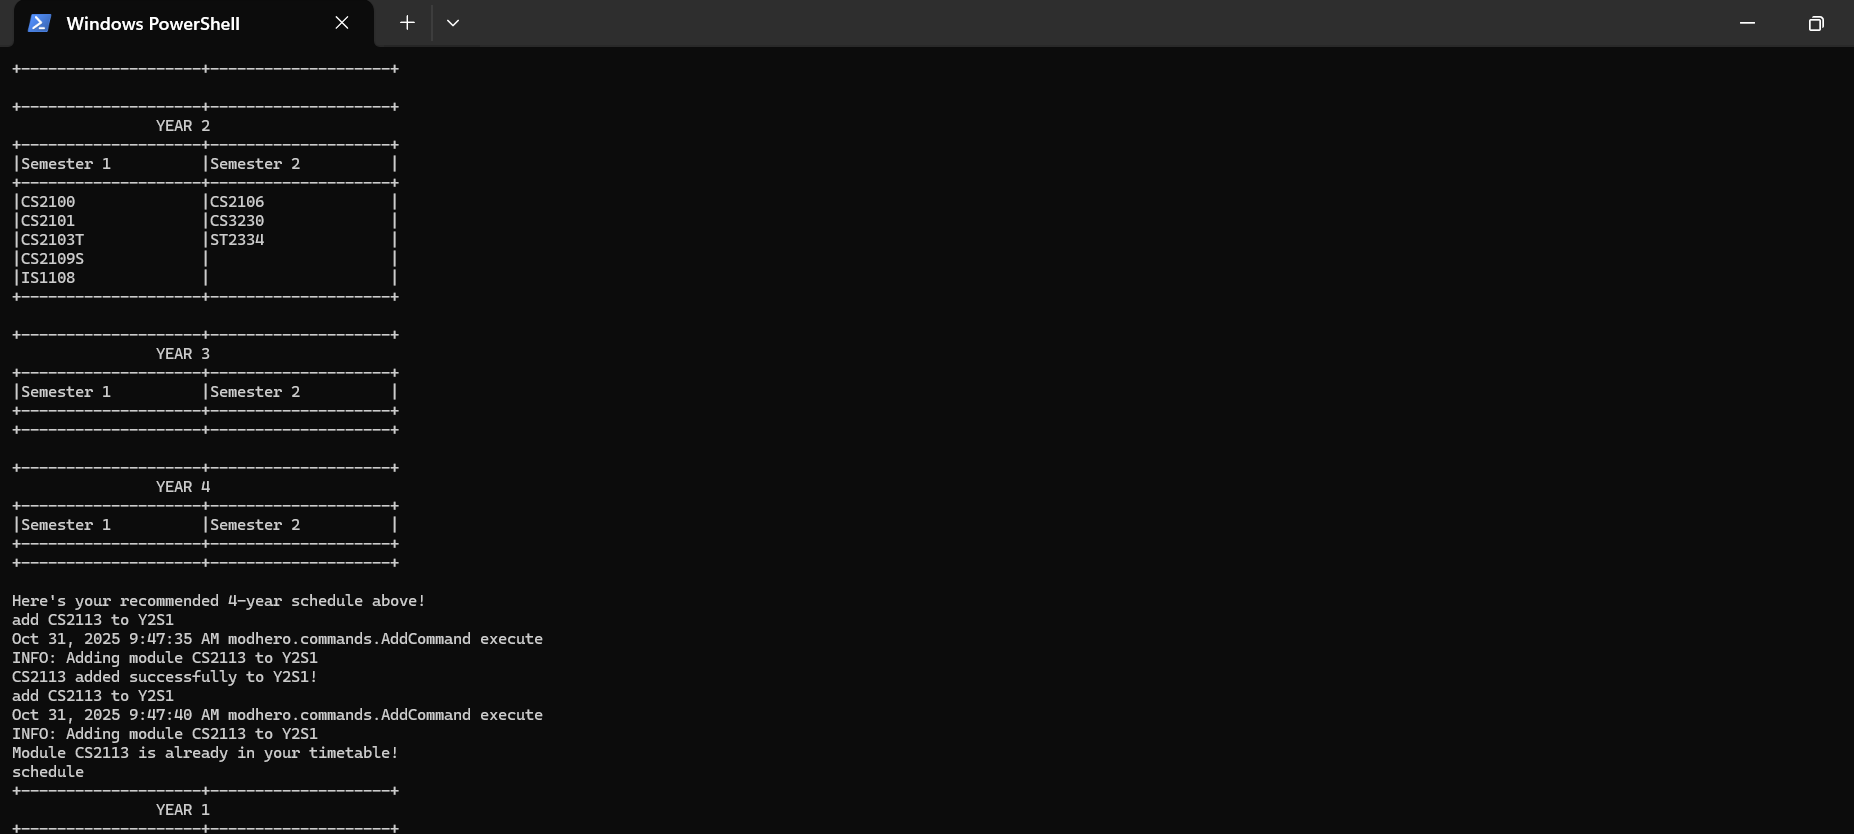 Windows PowerShell
+--------------------+--------------------+
+--------------------+--------------------+
                YEAR 2
+--------------------+--------------------+
|Semester 1          |Semester 2          |
+--------------------+--------------------+
|CS2100              |CS2106              |
|CS2101              |CS3230              |
|CS2103T             |ST2334              |
|CS2109S             |                    |
|IS1108              |                    |
+--------------------+--------------------+
+--------------------+--------------------+
                YEAR 3
+--------------------+--------------------+
|Semester 1          |Semester 2          |
+--------------------+--------------------+
+--------------------+--------------------+
+--------------------+--------------------+
                YEAR 4
+--------------------+--------------------+
|Semester 1          |Semester 2          |
+--------------------+--------------------+
+--------------------+--------------------+
Here's your recommended 4-year schedule above!
add CS2113 to Y2S1
Oct 31, 2025 9:47:35 AM modhero.commands.AddCommand execute
INFO: Adding module CS2113 to Y2S1
CS2113 added successfully to Y2S1!
add CS2113 to Y2S1
Oct 31, 2025 9:47:40 AM modhero.commands.AddCommand execute
INFO: Adding module CS2113 to Y2S1
Module CS2113 is already in your timetable!
schedule
+--------------------+--------------------+
                YEAR 1
+--------------------+--------------------+